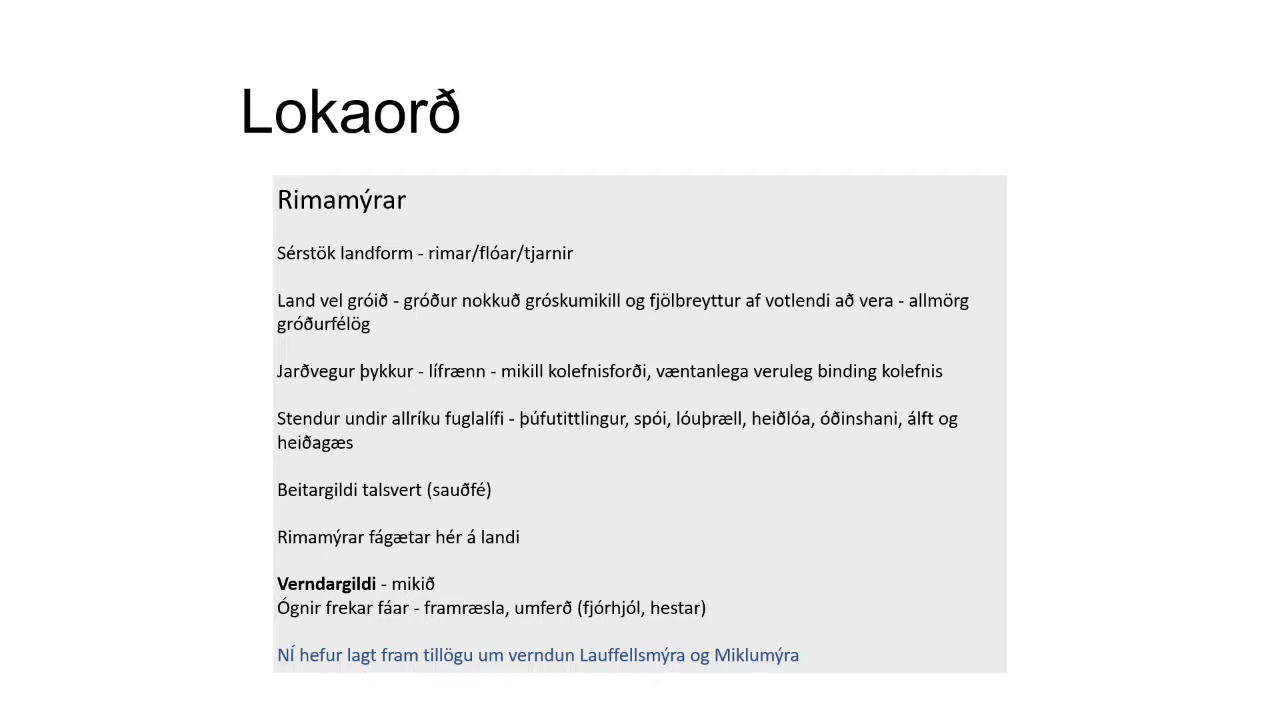 Lokaorð
Rimamýrar
Sérstök landform - rimar/flóar/tjarnir
Land vel gróið - gróður nokkuð gróskumikill og fjölbreyttur af votlendi að vera - allmörg
gróðurfélög
Jarðvegur þykkur - lífrænn - mikill kolefnisforði, væntanlega veruleg binding kolefnis
Stendur undir allríku fuglalífi - þúfutittlingur, spói, lóuþræll, heiðlóa, óðinshani, álft og
heiðagæs
Beitargildi talsvert (sauðfé)
Rimamýrar fágætar hér á landi
Verndargildi - mikið
Ógnir frekar fáar - framræsla, umferð (fjórhjól, hestar)
NÍ hefur lagt fram tillögu um verndun Lauffellsmýra og Miklumýra